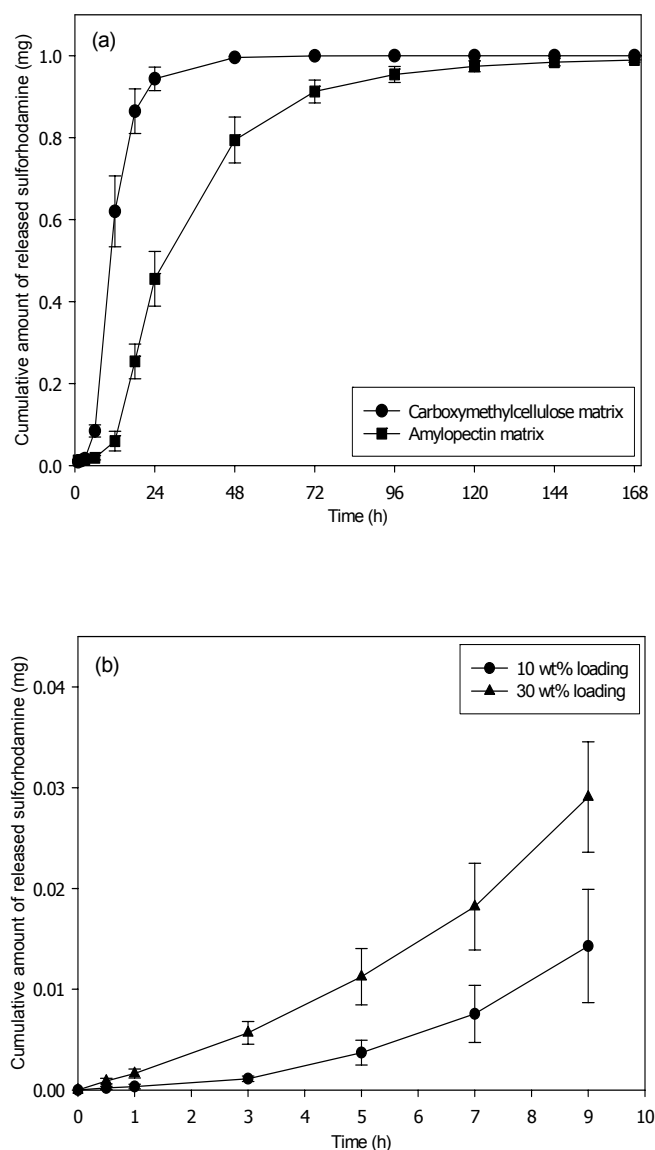 (a)
Cumulative amount of released sulforhodamine (mg)
1.0
0.8
0.6
0.4
0.2
0.0
Carboxymethylcellulose matrix
Amylopectin matrix
0 24 48 72 96 120 144 168
Time (h)
(b)
Cumulative amount of released sulforhodamine (mg)
0.04
0.03
0.02
0.01
0.00
10 wt% loading
30 wt% loading
0 1 2 3 4 5 6 7 8 9 10
Time (h)